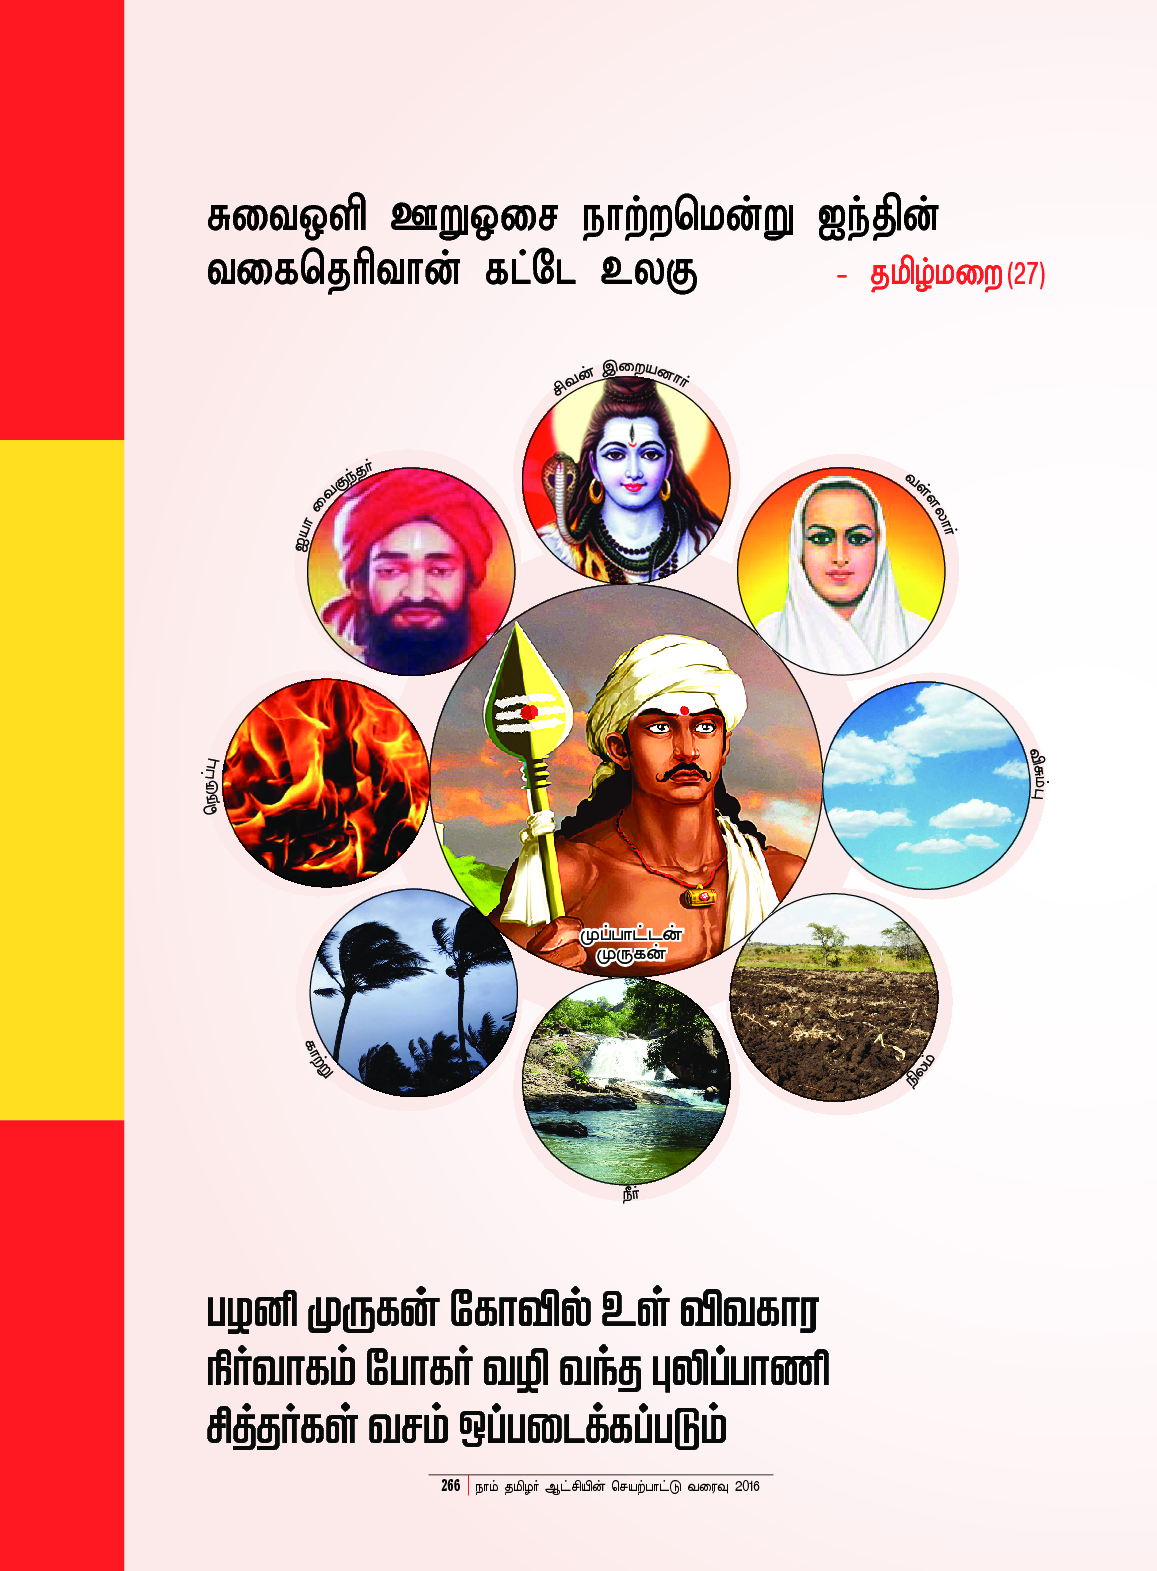 சுவைஒளி ஊறுஓசை நாற்றமென்று ஐந்தின்
வகைதெரிவான் கட்டே உலகு - தமிழ்மறை (27)
சிவன் இறையனார்
ஐயா வைகுந்தர்
வள்ளலார்
நெருப்பு
விசும்பு
முப்பாட்டன்
முருகன்
காற்று
நிலம்
நீர்
பழனி முருகன் கோவில் உள் விவகார
நிர்வாகம் போகர் வழி வந்த புலிப்பாணி
சித்தர்கள் வசம் ஒப்படைக்கப்படும்
266 நாம் தமிழர் ஆட்சியின் செயற்பாட்டு வரைவு 2016